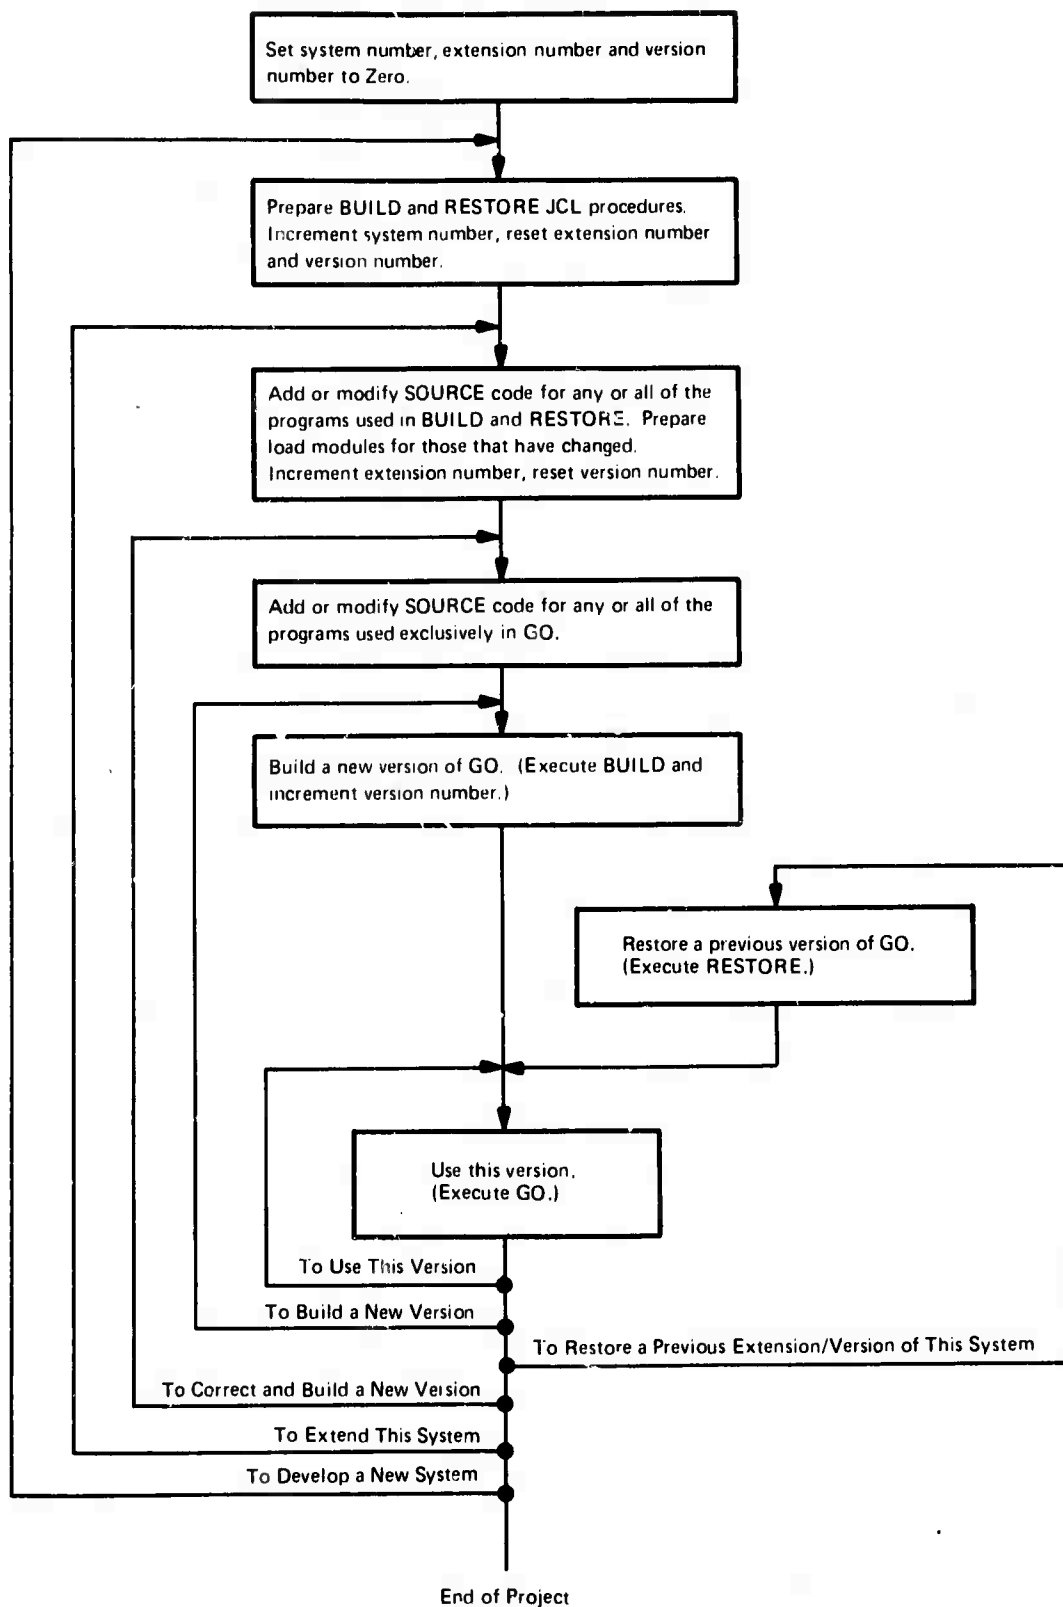 Set system number, extension number and version
number to Zero.
Prepare BUILD and RESTORE JCL procedures.
Increment system number, reset extension number
and version number.
Add or modify SOURCE code for any or all of the
programs used in BUILD and RESTORE. Prepare
load modules for those that have changed.
Increment extension number, reset version number.
Add or modify SOURCE code for any or all of the
programs used exclusively in GO.
Build a new version of GO. (Execute BUILD and
increment version number.)
Restore a previous version of GO.
(Execute RESTORE.)
Use this version.
(Execute GO.)
To Use This Version
To Build a New Version
To Restore a Previous Extension/Version of This System
To Correct and Build a New Version
To Extend This System
To Develop a New System
End of Project